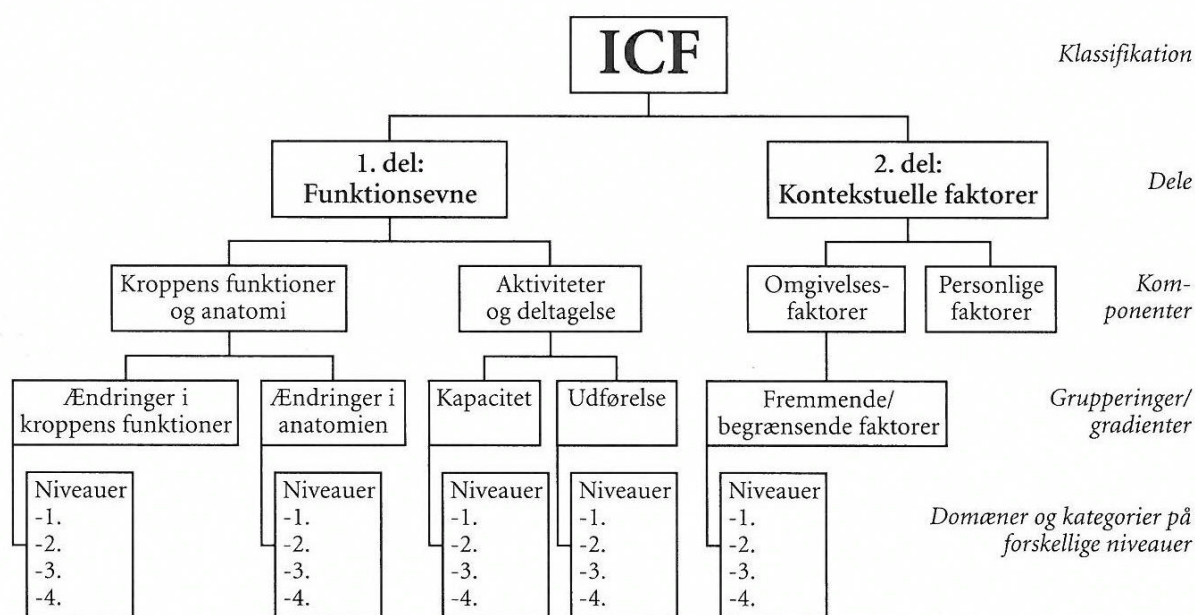 ICF
Klassifikation
1. del:
Funktionsevne
2. del:
Kontekstuelle faktorer
Dele
Kroppens funktioner
og anatomi
Aktiviteter
og deltagelse
Omgivelses-
faktorer
Personlige
faktorer
Kom-
ponenter
Ændringer i
kroppens funktioner
Ændringer i
anatomien
Kapacitet
Udførelse
Fremmende/
begrænsende faktorer
Grupperinger/
gradienter
Niveauer
-1.
-2.
-3.
-4.
Niveauer
-1.
-2.
-3.
-4.
Niveauer
-1.
-2.
-3.
-4.
Niveauer
-1.
-2.
-3.
-4.
Niveauer
-1.
-2.
-3.
-4.
Domæner og kategorier på
forskellige niveauer